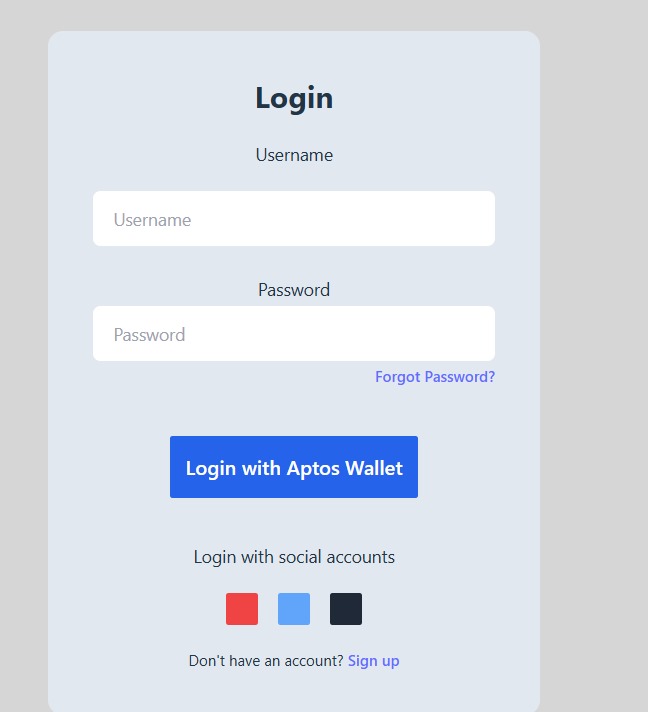 Login
Username
Username
Password
Password
Forgot Password?
Login with Aptos Wallet
Login with social accounts
Don't have an account? Sign up